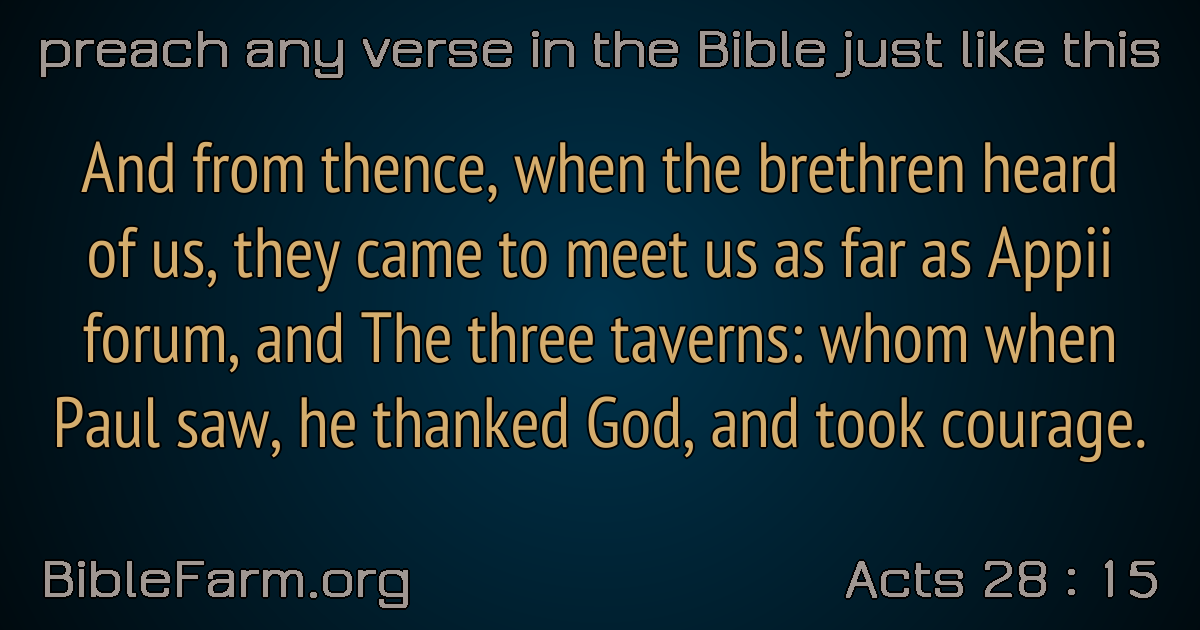 preach any verse in the Bible just like this
And from thence, when the brethren heard
of us, they came to meet us as far as Appii
forum, and The three taverns: whom when
Paul saw, he thanked God, and took courage.
BibleFarm.org
Acts 28 : 15